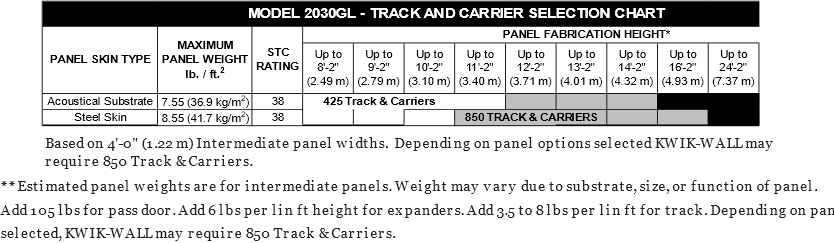 MODEL 2030GL - TRACK AND CARRIER SELECTION CHART
PANEL SKIN TYPE
MAXIMUM
PANEL WEIGHT
lb. / ft.²
STC
RATING
PANEL FABRICATION HEIGHT*
Up to
8'-2"
(2.49 m)
Up to
9'-2"
(2.79 m)
Up to
10'-2"
(3.10 m)
Up to
11'-2"
(3.40 m)
Up to
12'-2"
(3.71 m)
Up to
13'-2"
(4.01 m)
Up to
14'-2"
(4.32 m)
Up to
16'-2"
(4.93 m)
Up to
24'-2"
(7.37 m)
Acoustical Substrate 7.55 (36.9 kg/m²) 38 425 Track & Carriers
Steel Skin 8.55 (41.7 kg/m²) 38 850 TRACK & CARRIERS
Based on 4'-0" (1.22 m) Intermediate panel widths. Depending on panel options selected KWIK-WALL may
require 850 Track & Carriers.
** Estimated panel weights are for intermediate panels. Weight may vary due to substrate, size, or function of panel.
Add 105 lbs for pass door. Add 6 lbs per lin ft height for expanders. Add 3.5 to 8 lbs per lin ft for track. Depending on pan
selected, KWIK-WALL may require 850 Track & Carriers.